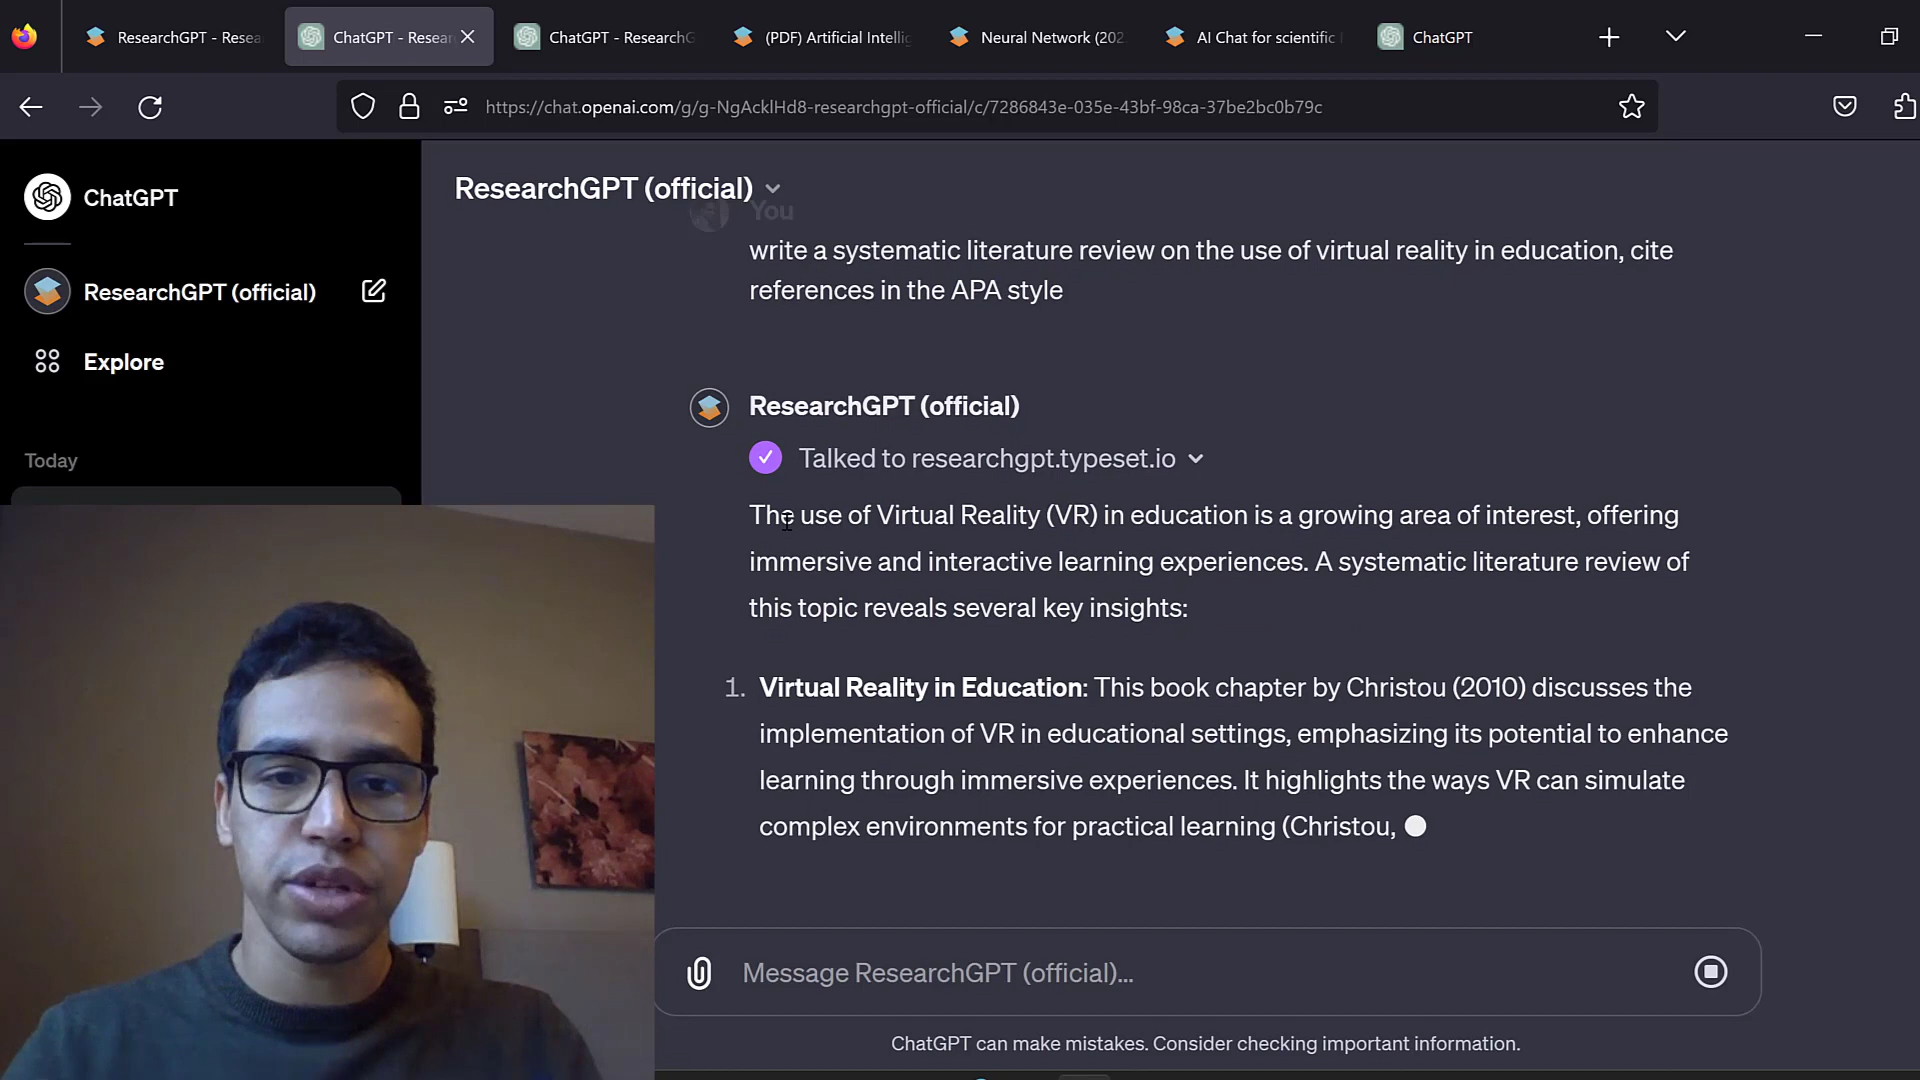 ResearchGPT - Resea
ChatGPT - Resear
ChatGPT - ResearchG
(PDF) Artificial Intellig
Neural Network (202
AI Chat for scientific
ChatGPT
https://chat.openai.com/g/g-NgAcklHd8-researchgpt-official/c/7286843e-035e-43bf-98ca-37be2bc0b79c
ChatGPT
ResearchGPT (official)
Explore
Today
ResearchGPT (official)
You
write a systematic literature review on the use of virtual reality in education, cite
references in the APA style
ResearchGPT (official)
Talked to researchgpt.typeset.io
The use of Virtual Reality (VR) in education is a growing area of interest, offering
immersive and interactive learning experiences. A systematic literature review of
this topic reveals several key insights:
1. Virtual Reality in Education: This book chapter by Christou (2010) discusses the
implementation of VR in educational settings, emphasizing its potential to enhance
learning through immersive experiences. It highlights the ways VR can simulate
complex environments for practical learning (Christou,
Message ResearchGPT (official)...
ChatGPT can make mistakes. Consider checking important information.